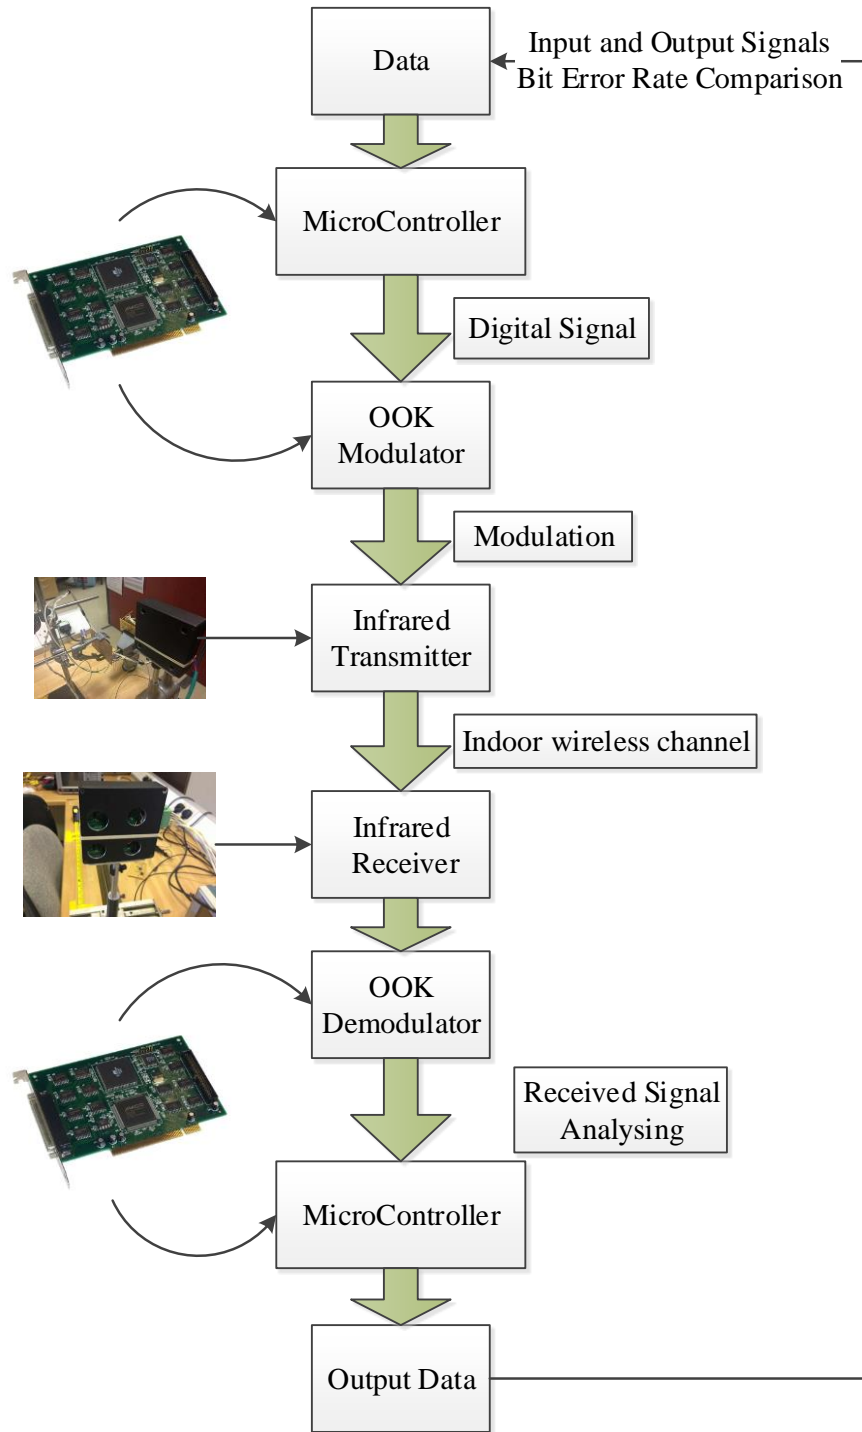 Data
Input and Output Signals
Bit Error Rate Comparison
MicroController
Digital Signal
OOK
Modulator
Modulation
Infrared
Transmitter
Indoor wireless channel
Infrared
Receiver
OOK
Demodulator
Received Signal
Analysing
MicroController
Output Data